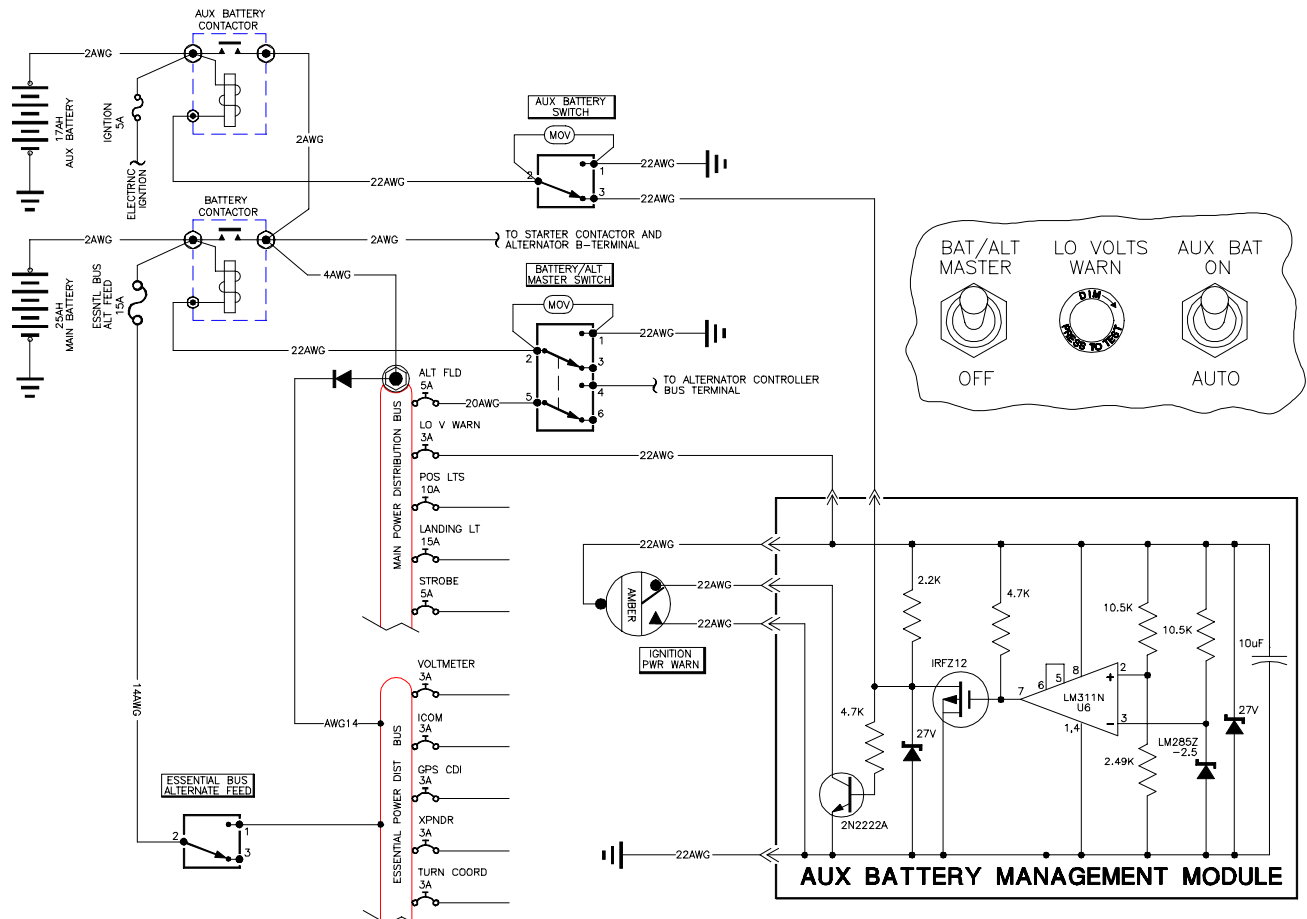 AUX BATTERY
CONTACTOR
2AWG
17AH
AUX BATTERY
IGNITION
5A
ELECTRNC
IGNITION
2AWG
22AWG
AUX BATTERY
SWITCH
MOV
2
1
3
22AWG
22AWG
BATTERY
CONTACTOR
2AWG
2AWG
TO STARTER CONTACTOR AND
ALTERNATOR B-TERMINAL
25AH
MAIN BATTERY
ESSNTL BUS
ALT FEED
15A
4AWG
22AWG
BATTERY/ALT
MASTER SWITCH
MOV
2
1
3
4
5
6
22AWG
TO ALTERNATOR CONTROLLER
BUS TERMINAL
MAIN POWER DISTRIBUTION BUS
ALT FLD
5A
20AWG
LO V WARN
3A
22AWG
POS LTS
10A
LANDING LT
15A
STROBE
5A
14AWG
AWG14
ESSENTIAL POWER DIST BUS
VOLTMETER
3A
ICOM
3A
GPS CDI
3A
XPNDR
3A
TURN COORD
3A
ESSENTIAL BUS
ALTERNATE FEED
2
1
3
BAT/ALT
MASTER
OFF
LO VOLTS
WARN
DIM
PRESS TO TEST
AUX BAT
ON
AUTO
22AWG
22AWG
22AWG
AMBER
IGNITION
PWR WARN
22AWG
2.2K
4.7K
10.5K
10.5K
10uF
IRFZ12
4.7K
27V
2N2222A
7
6
5
8
2
3
1,4
+
−
LM311N
U6
2.49K
LM285Z
-2.5
27V
AUX BATTERY MANAGEMENT MODULE